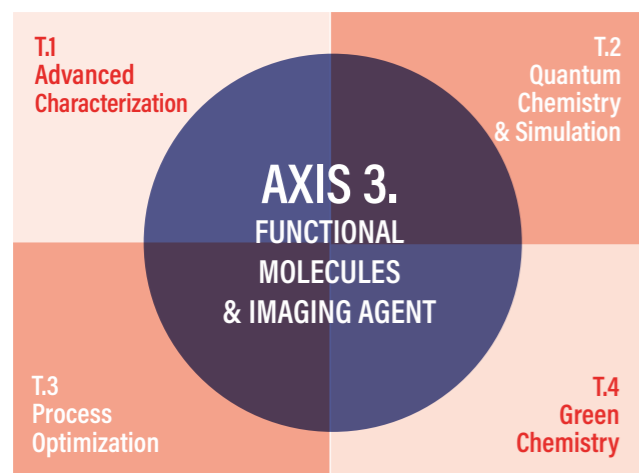 T.1
Advanced
Characterization
T.2
Quantum
Chemistry
& Simulation
AXIS 3.
FUNCTIONAL
MOLECULES
& IMAGING AGENT
T.3
Process
Optimization
T.4
Green
Chemistry